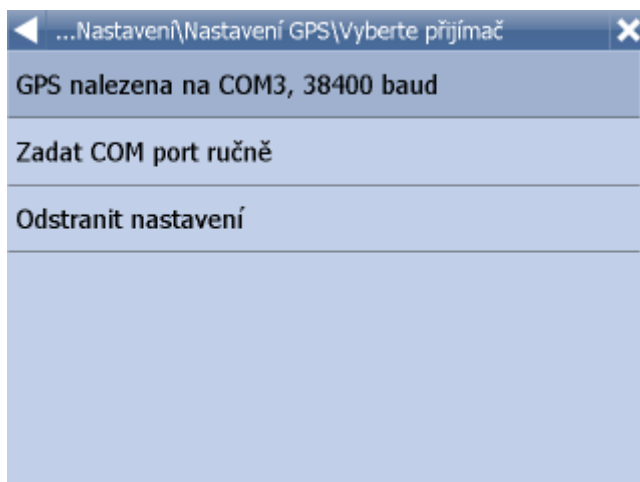 ...Nastavení\Nastavení GPS\Vyberte přijímač
GPS nalezena na COM3, 38400 baud
Zadat COM port ručně
Odstranit nastavení